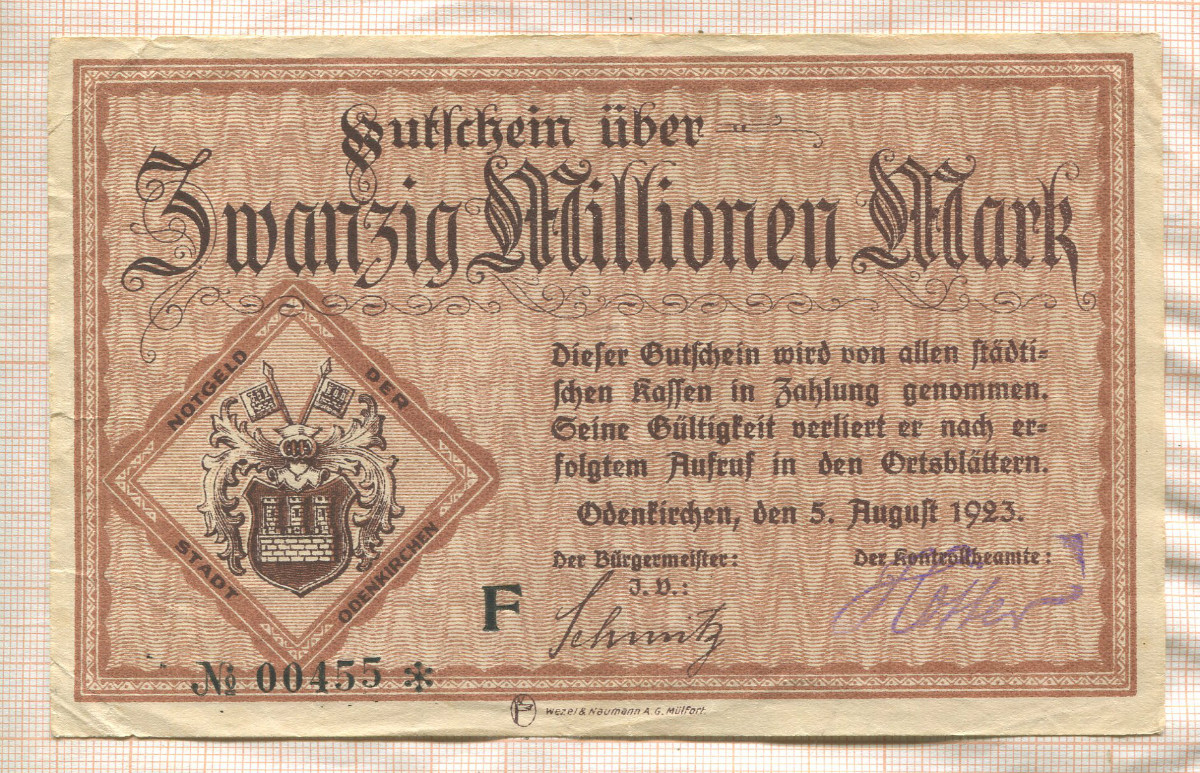 Gutschein über
Zwanzig Millionen Mark
NOTGELD DER
STADT ODENKIRCHEN
Dieser Gutschein wird von allen städti-
schen Kassen in Zahlung genommen.
Seine Gültigkeit verliert er nach er-
folgtem Aufruf in den Ortsblättern.
Odenkirchen, den 5. August 1923.
Der Bürgermeister:
J. V.:
Schmitz
Der Kontrollbeamte:
F
№ 00455 *
Wezel & Naumann A.G. Mülfort.